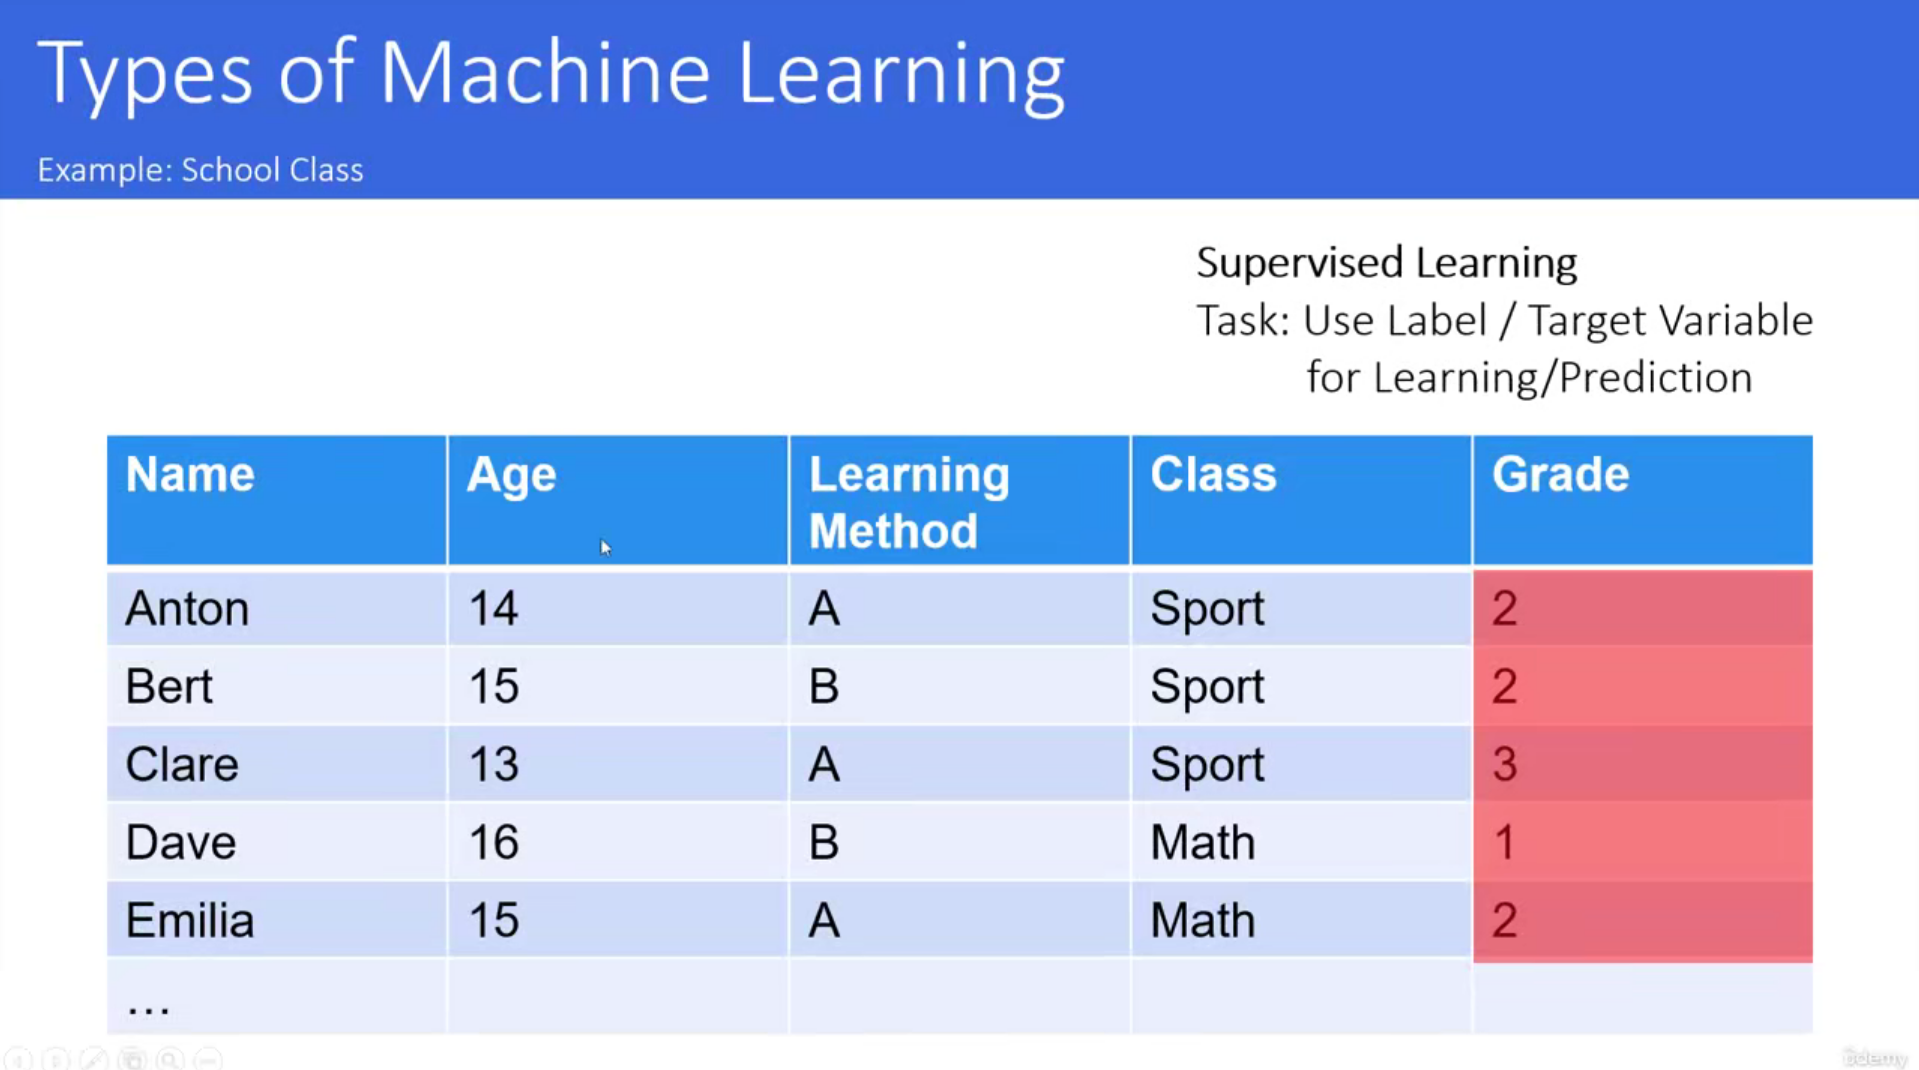 Types of Machine Learning
Example: School Class
Supervised Learning
Task: Use Label / Target Variable
for Learning/Prediction
Name Age Learning Method Class Grade
Anton 14 A Sport 2
Bert 15 B Sport 2
Clare 13 A Sport 3
Dave 16 B Math 1
Emilia 15 A Math 2
...
ûdemy